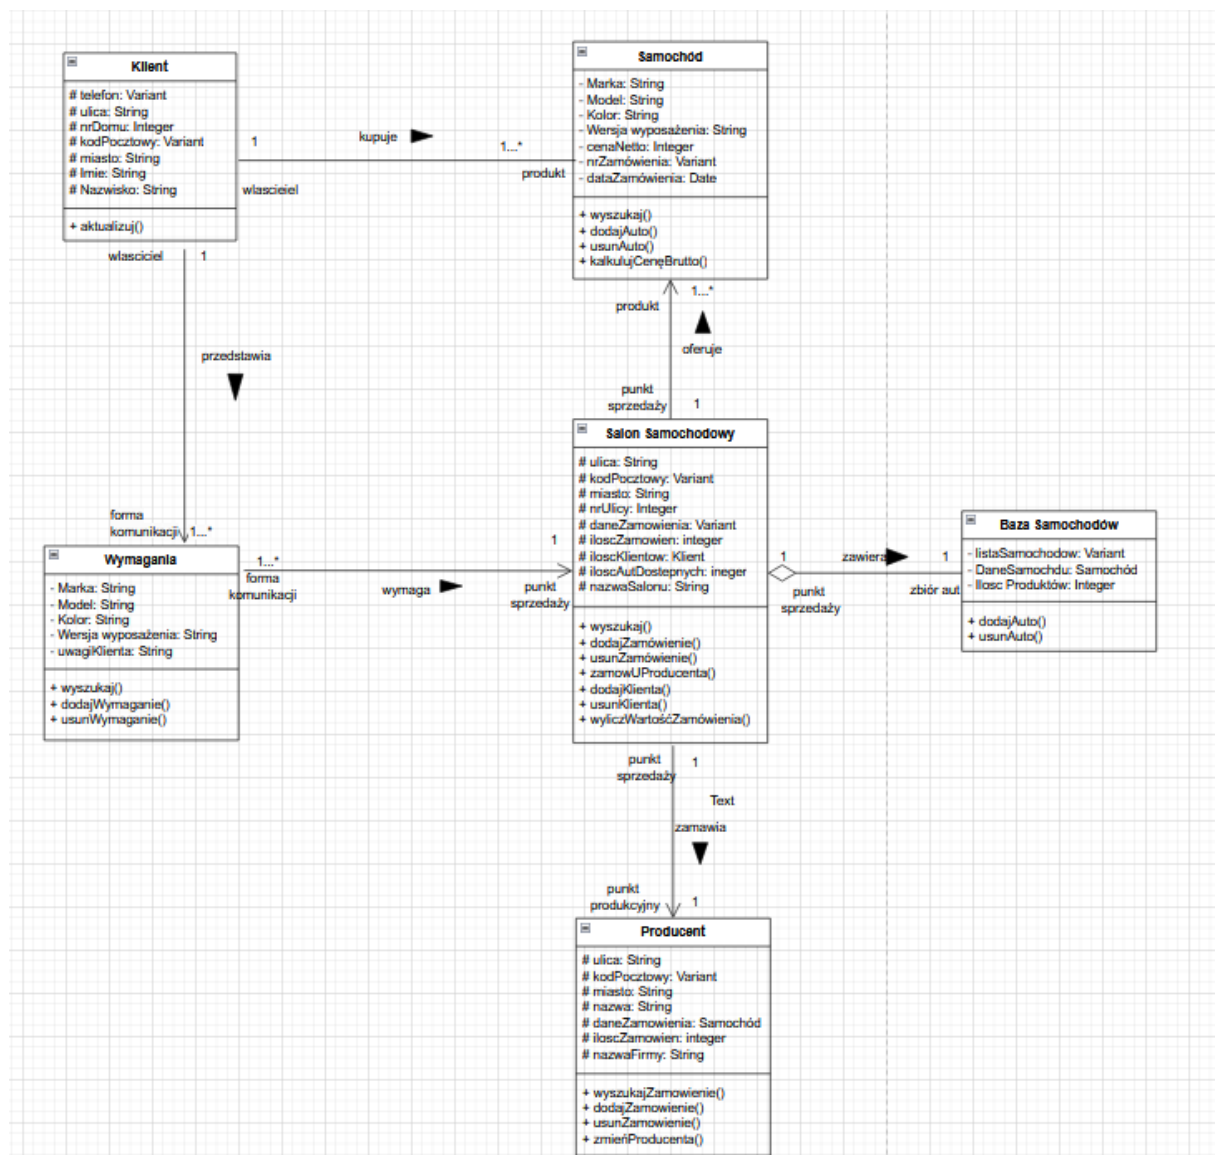 Klient
# telefon: Variant
# ulica: String
# nrDomu: Integer
# kodPocztowy: Variant
# miasto: String
# Imie: String
# Nazwisko: String
+ aktualizuj()
1
kupuje
1...*
wlascieiel
produkt
Samochód
- Marka: String
- Model: String
- Kolor: String
- Wersja wyposażenia: String
- cenaNetto: Integer
- nrZamówienia: Variant
- dataZamówienia: Date
+ wyszukaj()
+ dodajAuto()
+ usunAuto()
+ kalkulujCenęBrutto()
wlasciciel
1
przedstawia
forma
komunikacji
1...*
produkt
1...*
oferuje
punkt
sprzedaży
1
Wymagania
- Marka: String
- Model: String
- Kolor: String
- Wersja wyposażenia: String
- uwagiKlienta: String
+ wyszukaj()
+ dodajWymaganie()
+ usunWymaganie()
1...*
forma
komunikacji
wymaga
1
punkt
sprzedaży
Salon Samochodowy
# ulica: String
# kodPocztowy: Variant
# miasto: String
# nrUlicy: Integer
# daneZamowienia: Variant
# iloscZamowien: integer
# iloscKlientow: Klient
# iloscAutDostepnych: ineger
# nazwaSalonu: String
+ wyszukaj()
+ dodajZamówienie()
+ usunZamówienie()
+ zamowUProducenta()
+ dodajKlienta()
+ usunKlienta()
+ wyliczWartośćZamówienia()
1
zawiera
1
punkt
sprzedaży
zbiór aut
Baza Samochodów
- listaSamochodow: Variant
- DaneSamochdu: Samochód
- Ilosc Produktów: Integer
+ dodajAuto()
+ usunAuto()
punkt
sprzedaży
1
Text
zamawia
punkt
produkcyjny
1
Producent
# ulica: String
# kodPocztowy: Variant
# miasto: String
# nazwa: String
# daneZamowienia: Samochód
# iloscZamowien: integer
# nazwaFirmy: String
+ wyszukajZamowienie()
+ dodajZamowienie()
+ usunZamowienie()
+ zmieńProducenta()